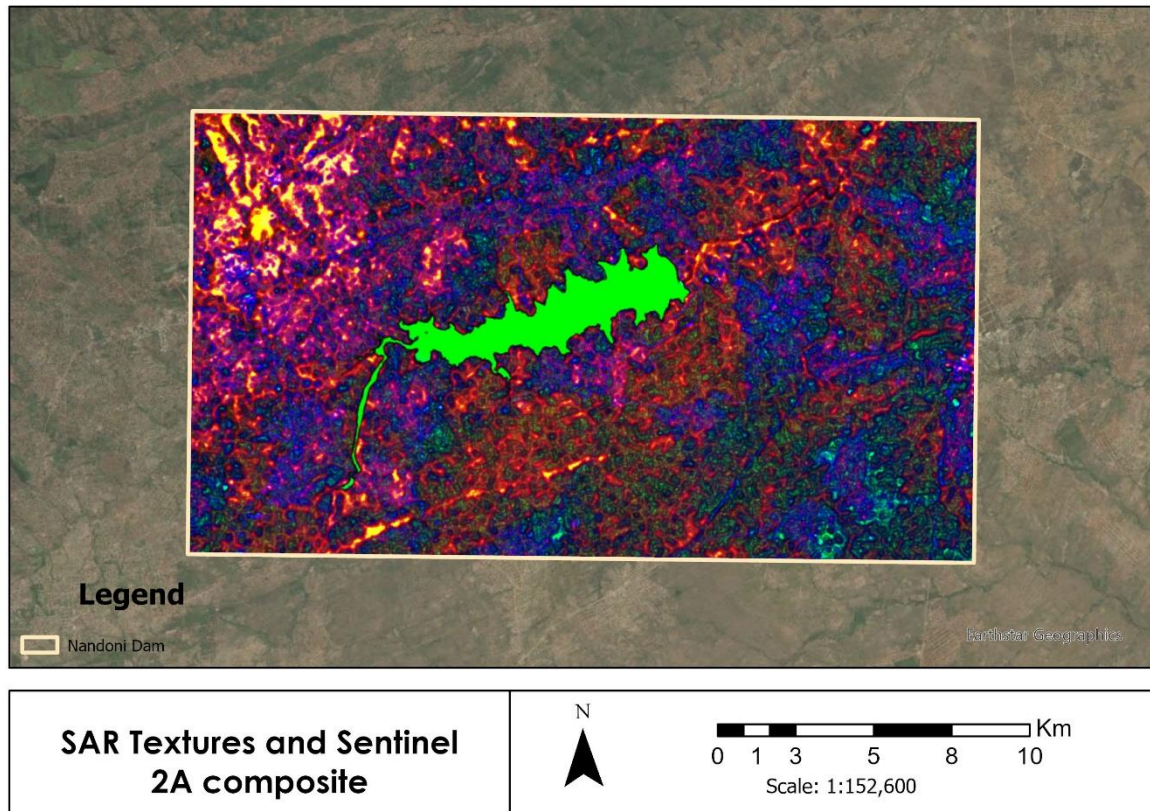 Legend
Nandoni Dam
Earthstar Geographics
SAR Textures and Sentinel
2A composite
N
Km
0 1 3 5 8 10
Scale: 1:152,600